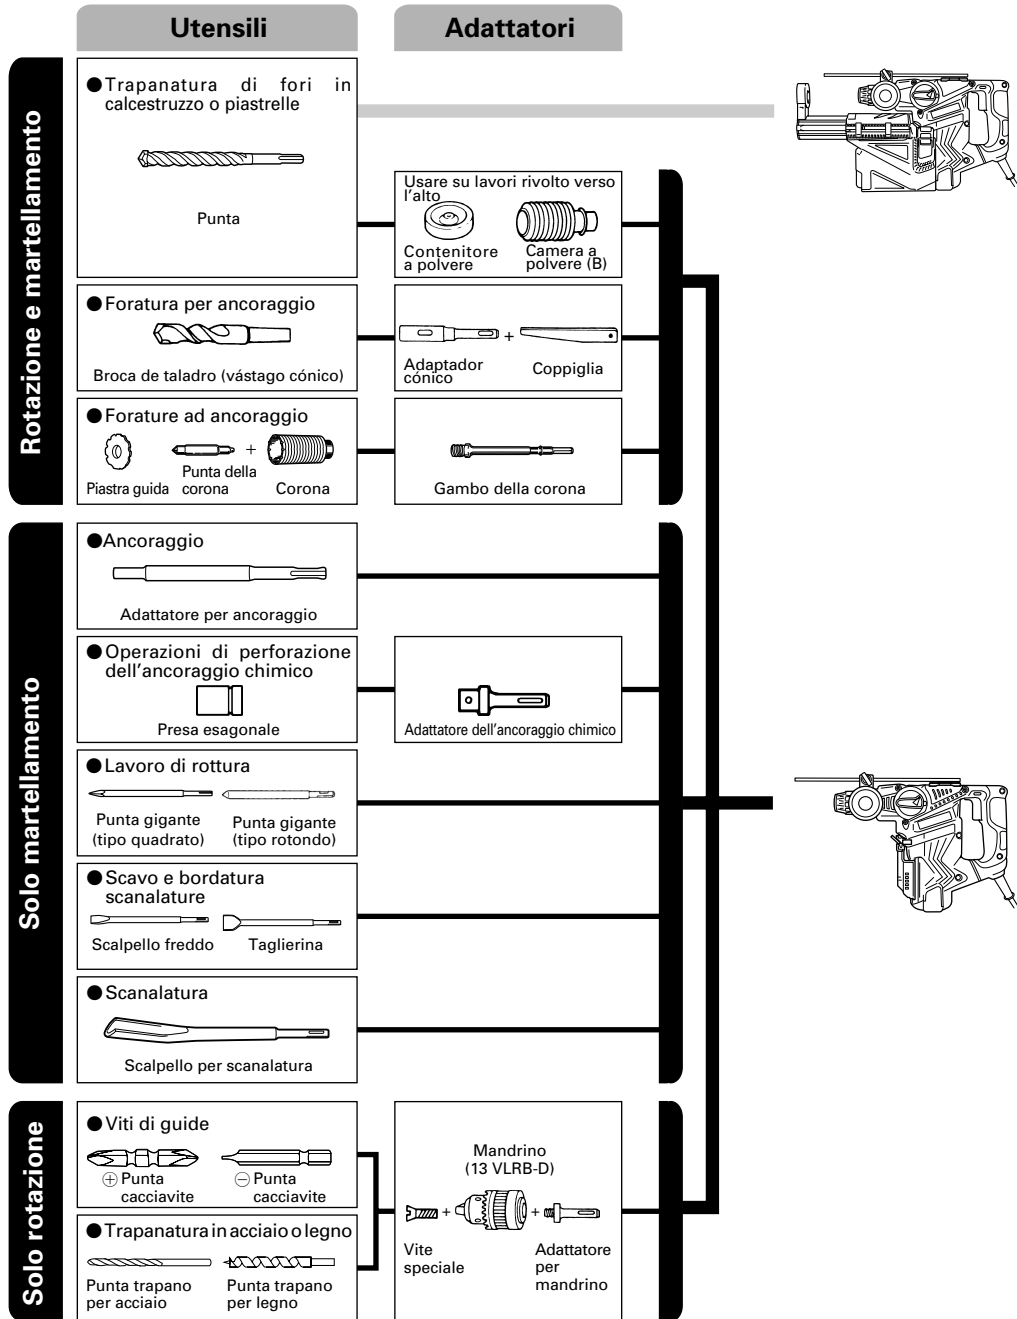 Utensili
Adattatori
Rotazione e martellamento
● Trapanatura di fori in
calcestruzzo o piastrelle
Punta
Usare su lavori rivolto verso
l'alto
Contenitore
a polvere
Camera a
polvere (B)
● Foratura per ancoraggio
Broca de taladro (vástago cónico)
+
Adaptador
cónico
Coppiglia
● Forature ad ancoraggio
+
Piastra guida
Punta della
corona
Corona
Gambo della corona
Solo martellamento
● Ancoraggio
Adattatore per ancoraggio
● Operazioni di perforazione
dell'ancoraggio chimico
Presa esagonale
Adattatore dell'ancoraggio chimico
● Lavoro di rottura
Punta gigante
(tipo quadrato)
Punta gigante
(tipo rotondo)
● Scavo e bordatura
scanalature
Scalpello freddo
Taglierina
● Scanalatura
Scalpello per scanalatura
Solo rotazione
● Viti di guide
⊕ Punta
cacciavite
⊖ Punta
cacciavite
● Trapanatura in acciaio o legno
Punta trapano
per acciaio
Punta trapano
per legno
Mandrino
(13 VLRB-D)
+ +
Vite
speciale
Adattatore
per
mandrino